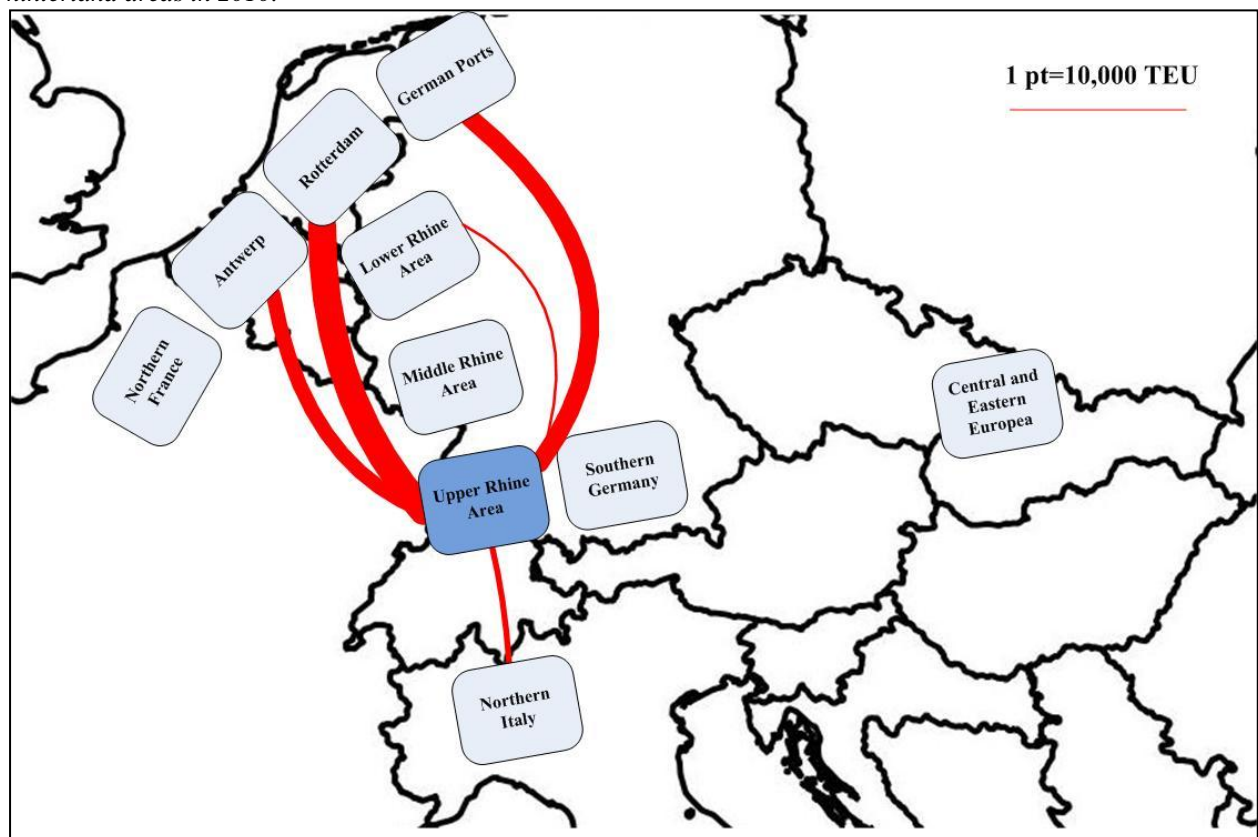 hinterland areas in 2010.
1 pt=10,000 TEU
German Ports
Rotterdam
Antwerp
Lower Rhine
Area
Northern
France
Middle Rhine
Area
Central and
Eastern
Europea
Southern
Germany
Upper Rhine
Area
Northern
Italy